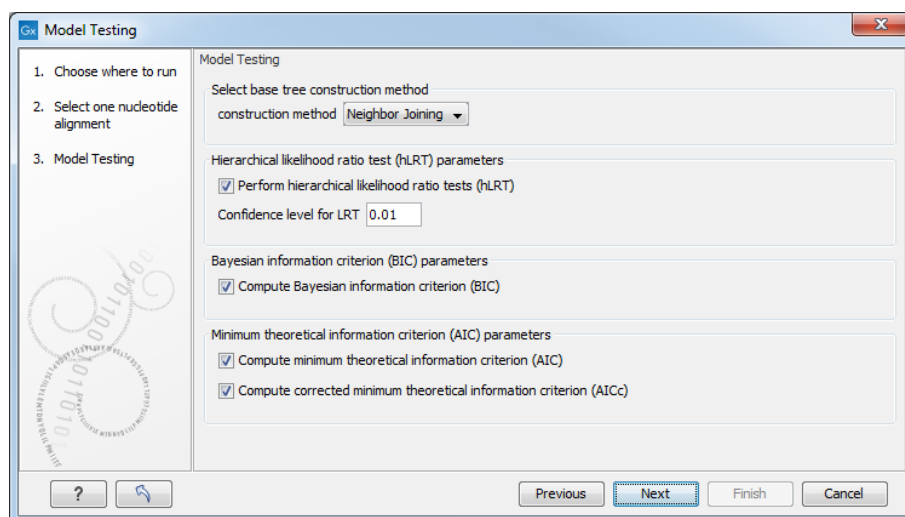 Gx Model Testing
1. Choose where to run
2. Select one nucleotide
alignment
3. Model Testing
Model Testing
Select base tree construction method
construction method Neighbor Joining
Hierarchical likelihood ratio test (hLRT) parameters
Perform hierarchical likelihood ratio tests (hLRT)
Confidence level for LRT 0.01
Bayesian information criterion (BIC) parameters
Compute Bayesian information criterion (BIC)
Minimum theoretical information criterion (AIC) parameters
Compute minimum theoretical information criterion (AIC)
Compute corrected minimum theoretical information criterion (AICc)
?
Previous
Next
Finish
Cancel